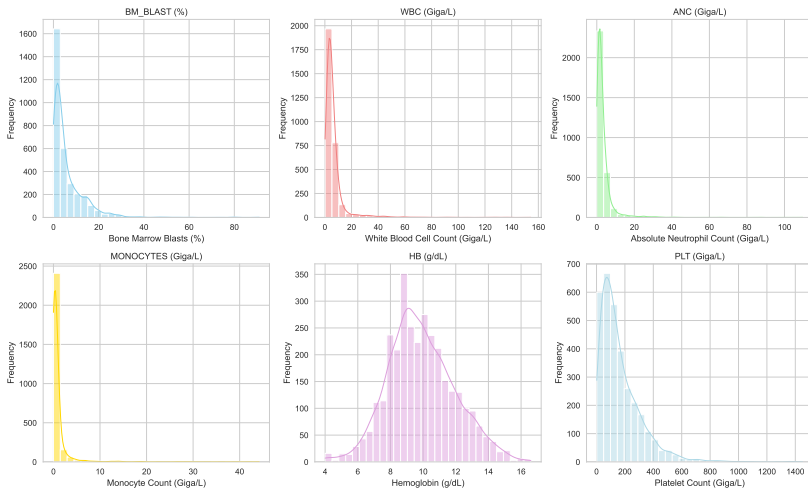 BM_BLAST (%)
Frequency
1600
1400
1200
1000
800
600
400
200
0
0 20 40 60 80
Bone Marrow Blasts (%)
WBC (Giga/L)
Frequency
2000
1750
1500
1250
1000
750
500
250
0
0 20 40 60 80 100 120 140 160
White Blood Cell Count (Giga/L)
ANC (Giga/L)
Frequency
2000
1500
1000
500
0
0 20 40 60 80 100
Absolute Neutrophil Count (Giga/L)
MONOCYTES (Giga/L)
Frequency
2500
2000
1500
1000
500
0
0 10 20 30 40
Monocyte Count (Giga/L)
HB (g/dL)
Frequency
350
300
250
200
150
100
50
0
4 6 8 10 12 14 16
Hemoglobin (g/dL)
PLT (Giga/L)
Frequency
700
600
500
400
300
200
100
0
0 200 400 600 800 1000 1200 1400
Platelet Count (Giga/L)